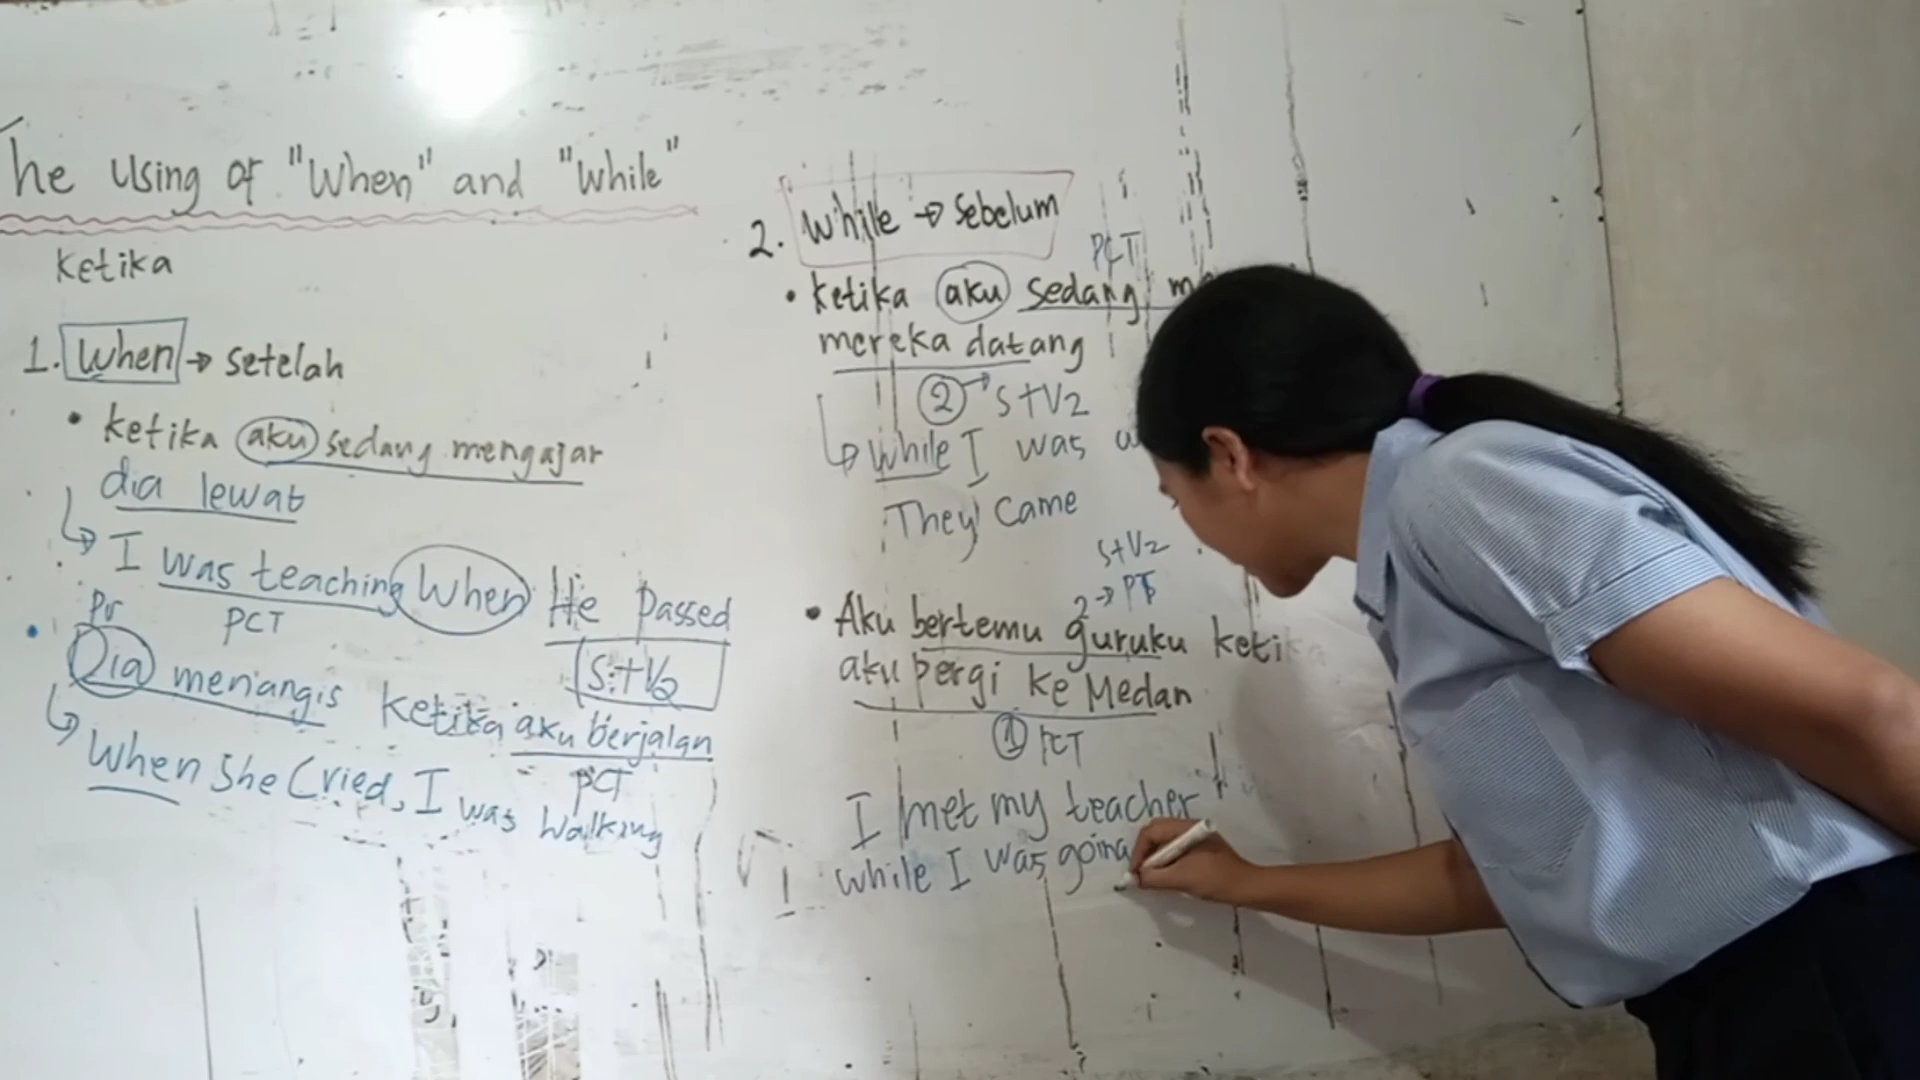 The Using of "When" and "While"
Ketika
1. When → setelah
• ketika aku sedang mengajar
dia lewat
↳ I was teaching When He passed
PCT
S+V2
• Dia menangis ketika aku berjalan
PCT
↳ When She Cried, I was walking
2. While → sebelum
PCT
• ketika aku sedang
mereka datang
② → S+V2
↳ while I was
They Came
S+V2
2 →
• Aku bertemu guruku ketika
aku pergi ke Medan
① PCT
I met my teacher
while I was going